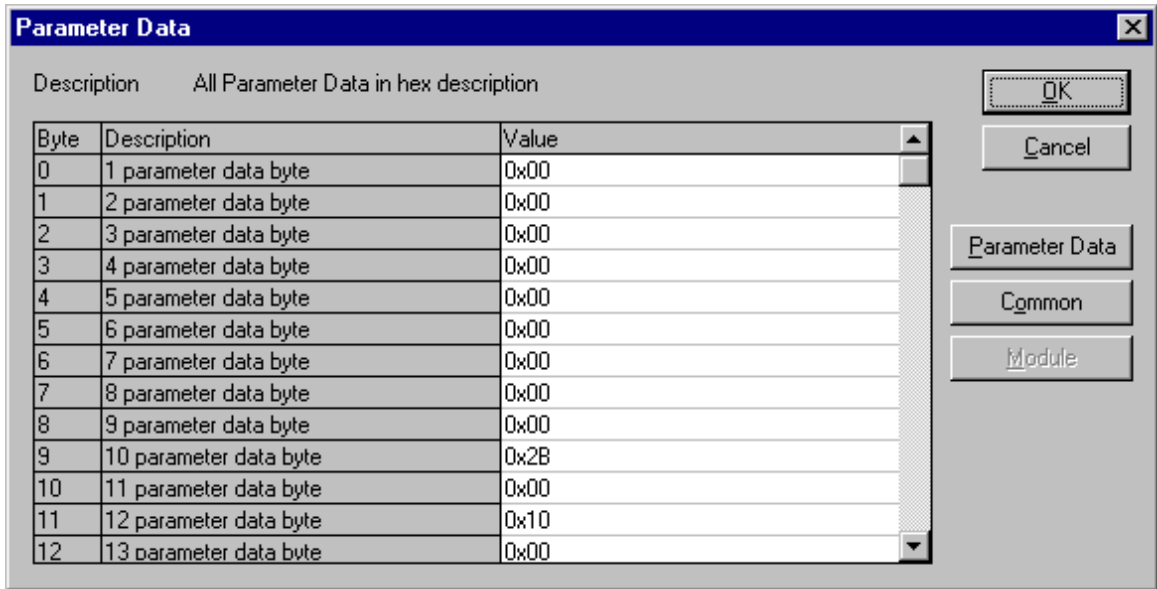 Parameter Data
Description All Parameter Data in hex description
OK
Cancel
Byte Description Value
0 1 parameter data byte 0x00
1 2 parameter data byte 0x00
2 3 parameter data byte 0x00
3 4 parameter data byte 0x00
4 5 parameter data byte 0x00
5 6 parameter data byte 0x00
6 7 parameter data byte 0x00
7 8 parameter data byte 0x00
8 9 parameter data byte 0x00
9 10 parameter data byte 0x2B
10 11 parameter data byte 0x00
11 12 parameter data byte 0x10
12 13 parameter data byte 0x00
Parameter Data
Common
Module